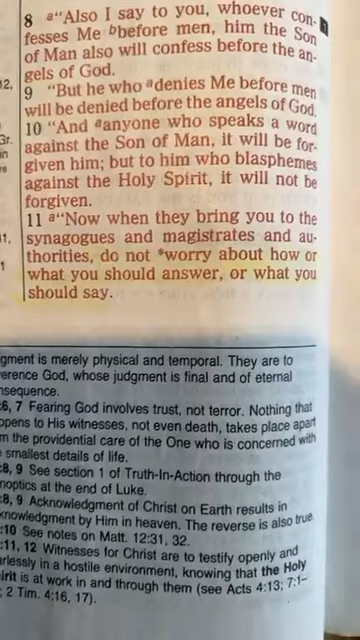 8 a"Also I say to you, whoever con-
fesses Me bbefore men, him the Son
of Man also will confess before the an-
gels of God.
9 "But he who adenies Me before men
will be denied before the angels of God.
10 "And aanyone who speaks a word
against the Son of Man, it will be for-
given him; but to him who blasphemes
against the Holy Spirit, it will not be
forgiven.
11 a"Now when they bring you to the
synagogues and magistrates and au-
thorities, do not *worry about how or
what you should answer, or what you
should say.
12,
Gr.
in
1
gment is merely physical and temporal. They are to
erence God, whose judgment is final and of eternal
nsequence.
:6, 7 Fearing God involves trust, not terror. Nothing that
ppens to His witnesses, not even death, takes place apart
m the providential care of the One who is concerned with
smallest details of life.
:8, 9 See section 1 of Truth-In-Action through the
noptics at the end of Luke.
:8, 9 Acknowledgment of Christ on Earth results in
knowledgment by Him in heaven. The reverse is also true.
:10 See notes on Matt. 12:31, 32.
:11, 12 Witnesses for Christ are to testify openly and
rlessly in a hostile environment, knowing that the Holy
irit is at work in and through them (see Acts 4:13; 7:1–
; 2 Tim. 4:16, 17).